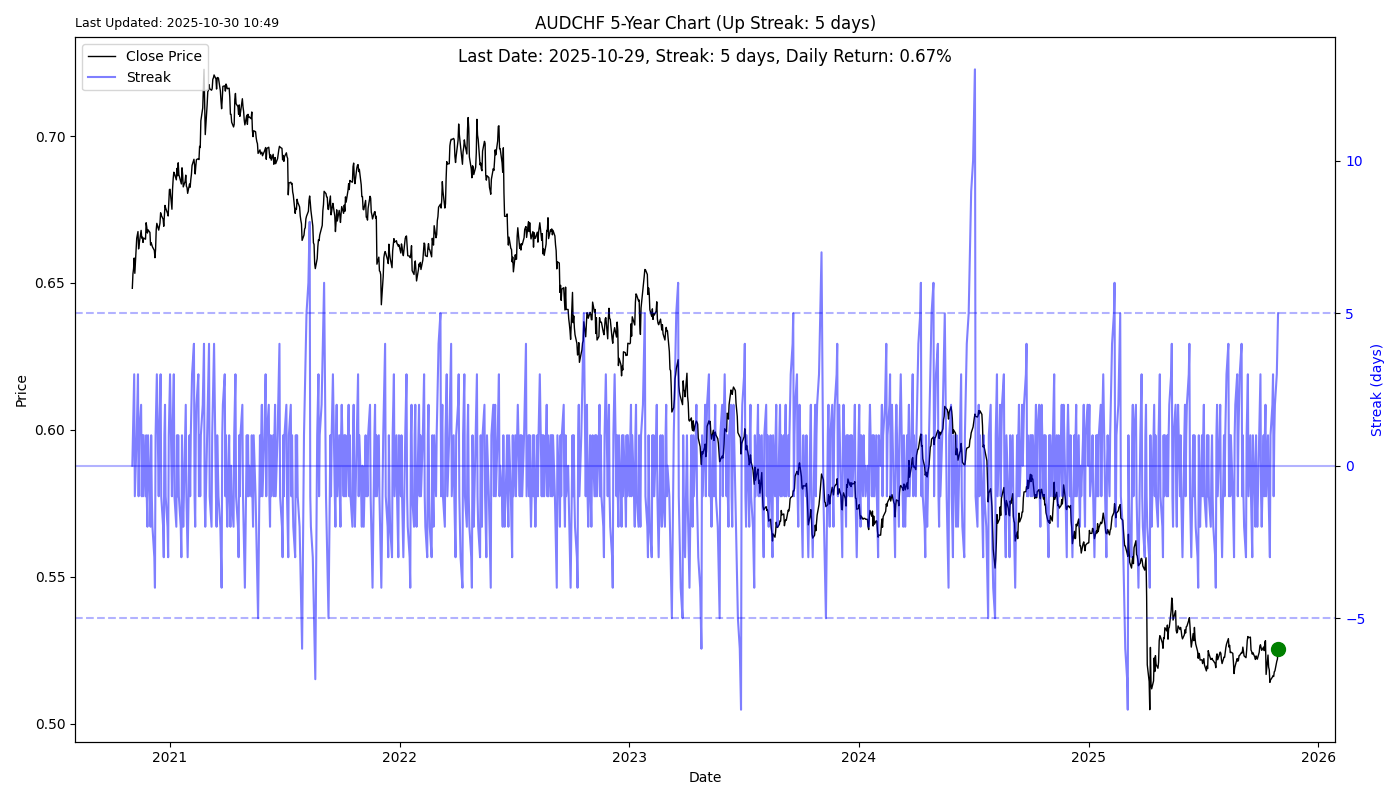 Last Updated: 2025-10-30 10:49
AUDCHF 5-Year Chart (Up Streak: 5 days)
Last Date: 2025-10-29, Streak: 5 days, Daily Return: 0.67%
Close Price
Streak
0.70
0.65
0.60
0.55
0.50
Price
10
5
0
−5
Streak (days)
2021
2022
2023
2024
2025
2026
Date